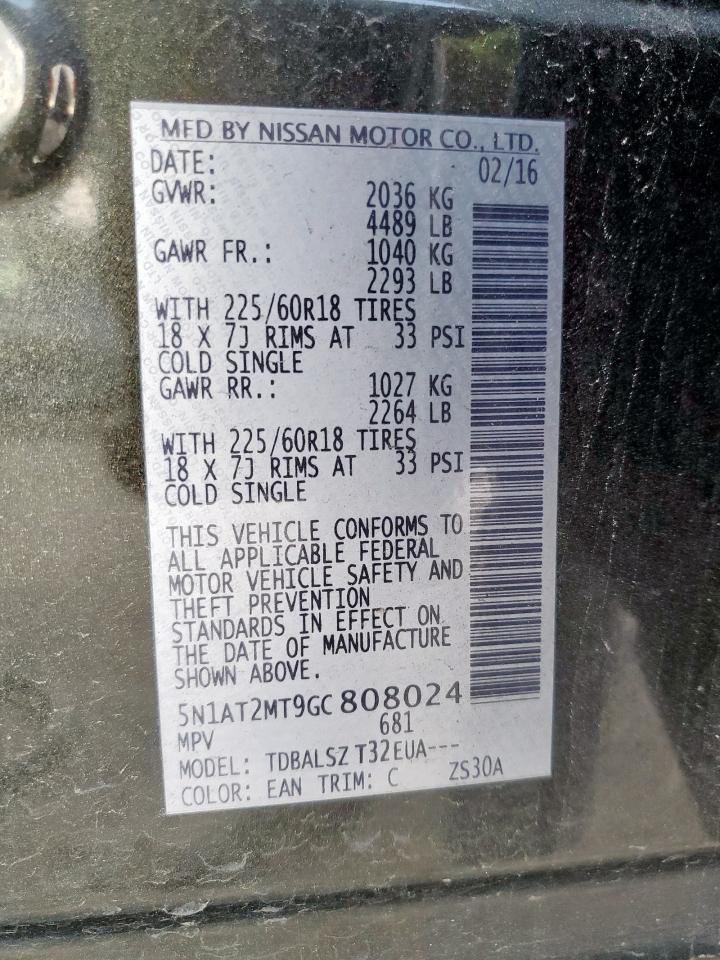 MFD BY NISSAN MOTOR CO., LTD.
DATE: 02/16
GVWR: 2036 KG
4489 LB
GAWR FR.: 1040 KG
2293 LB
WITH 225/60R18 TIRES
18 X 7J RIMS AT 33 PSI
COLD SINGLE
GAWR RR.: 1027 KG
2264 LB
WITH 225/60R18 TIRES
18 X 7J RIMS AT 33 PSI
COLD SINGLE
THIS VEHICLE CONFORMS TO
ALL APPLICABLE FEDERAL
MOTOR VEHICLE SAFETY AND
THEFT PREVENTION
STANDARDS IN EFFECT ON
THE DATE OF MANUFACTURE
SHOWN ABOVE.
5N1AT2MT9GC808024
MPV 681
MODEL: TDBALSZ T32EUA---
COLOR: EAN TRIM: C ZS30A